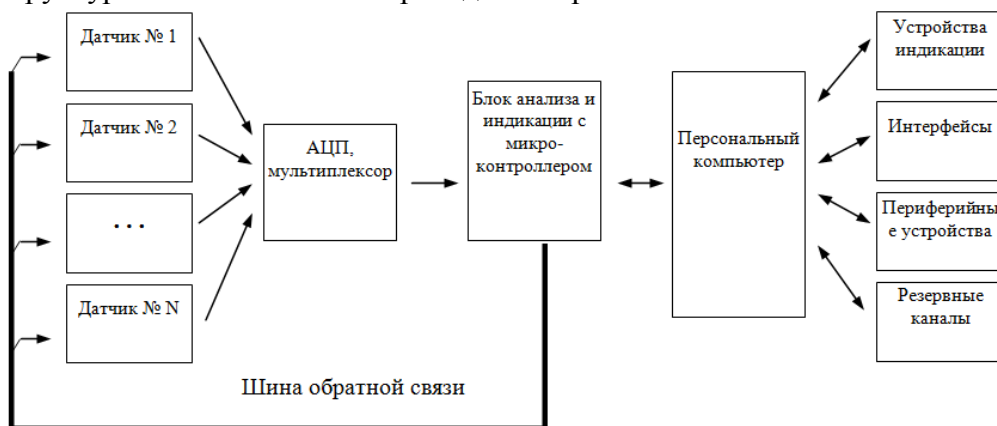 Датчик № 1
Датчик № 2
. . .
Датчик № N
АЦП,
мультиплексор
Блок анализа и
индикации с
микро-
контроллером
Персональный
компьютер
Устройства
индикации
Интерфейсы
Периферийны
е устройства
Резервные
каналы
Шина обратной связи